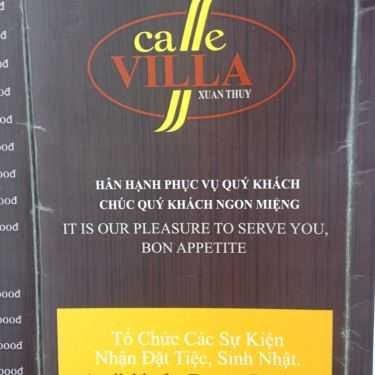 calle
VILLA
XUAN THUY
HÂN HẠNH PHỤC VỤ QUÝ KHÁCH
CHÚC QUÝ KHÁCH NGON MIỆNG
IT IS OUR PLEASURE TO SERVE YOU,
BON APPETITE
Tổ Chức Các Sự Kiện
Nhận Đặt Tiệc, Sinh Nhật.